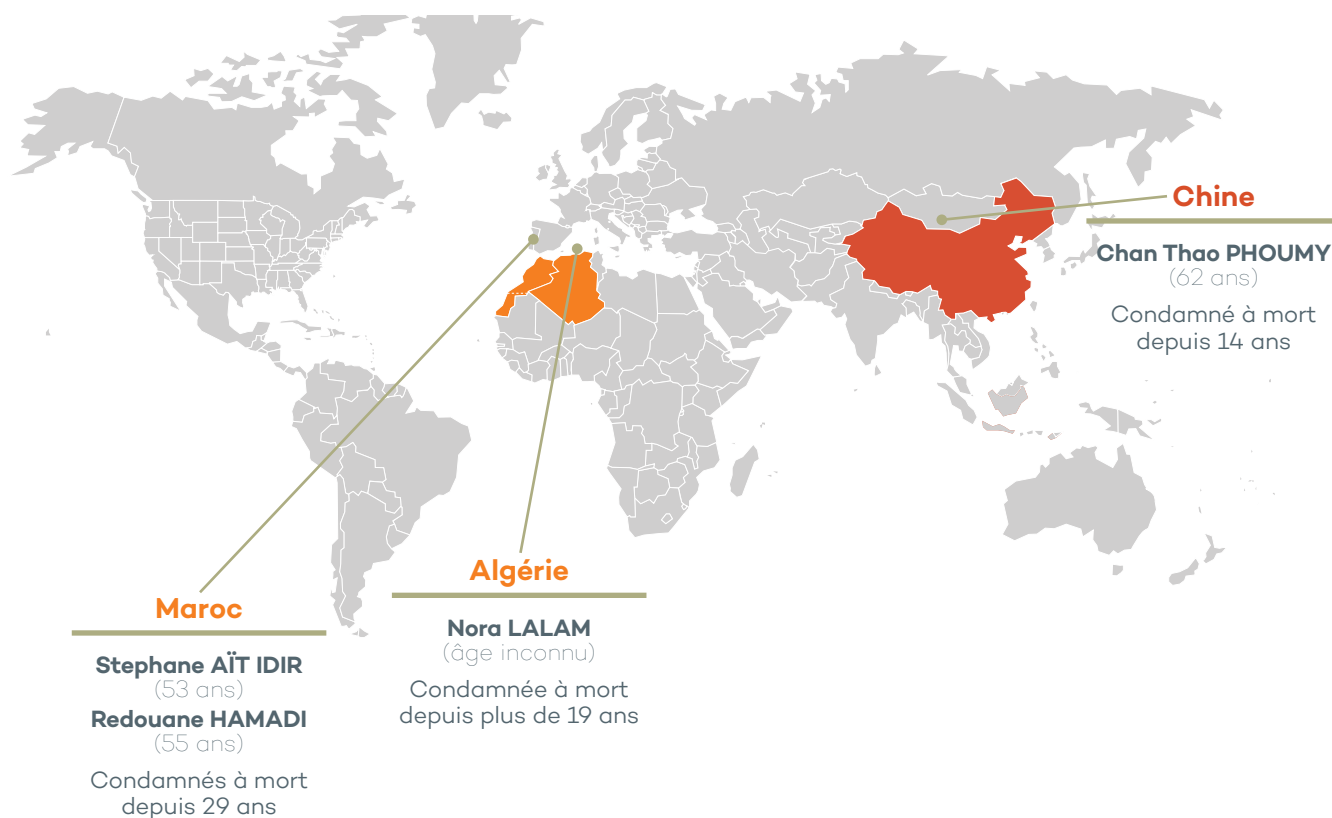 Chine
Chan Thao PHOUMY
(62 ans)
Condamné à mort
depuis 14 ans
Algérie
Nora LALAM
(âge inconnu)
Condamnée à mort
depuis plus de 19 ans
Maroc
Stephane AÏT IDIR
(53 ans)
Redouane HAMADI
(55 ans)
Condamnés à mort
depuis 29 ans